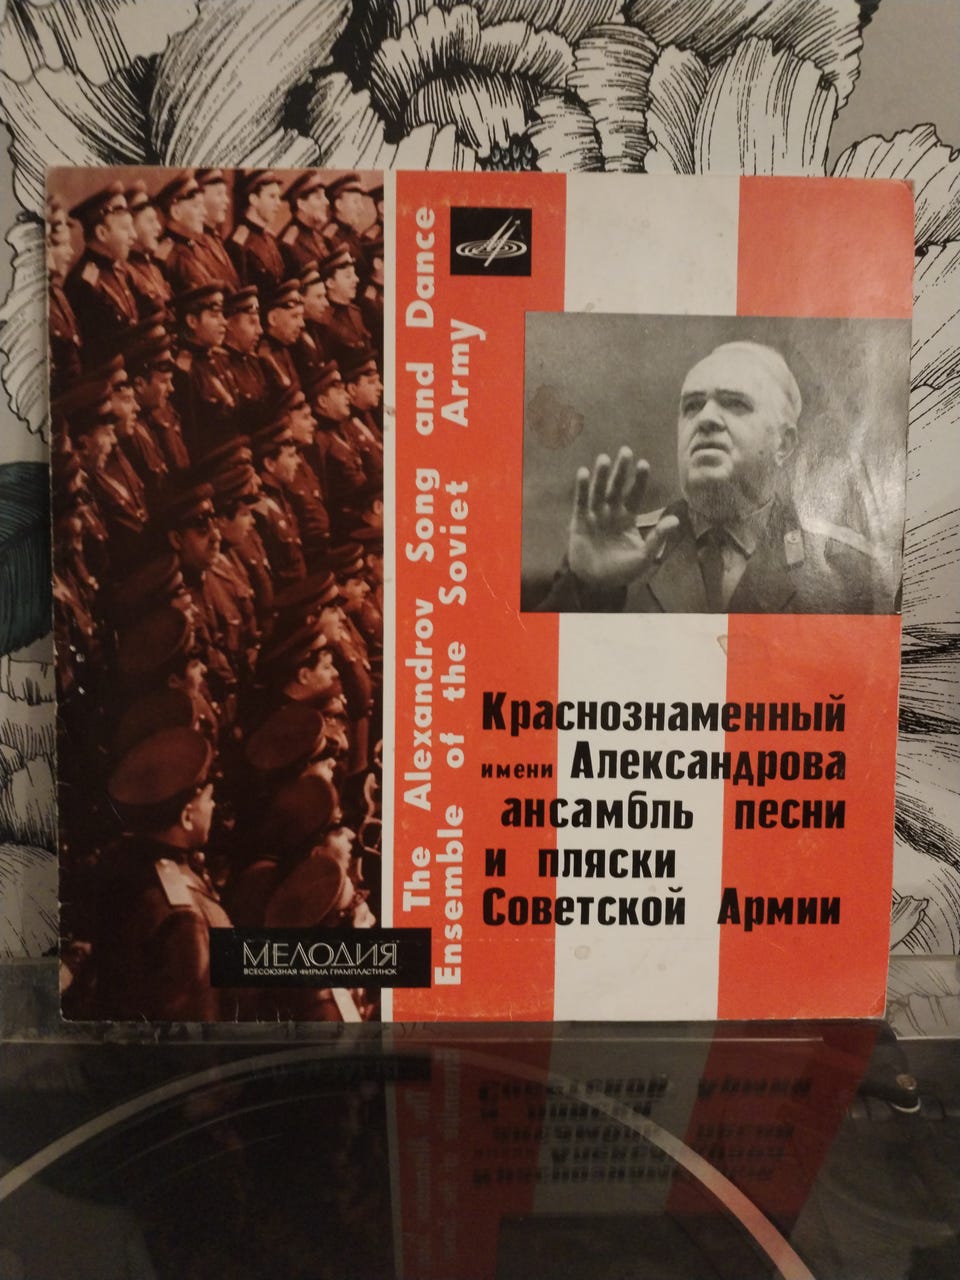 The Alexandrov Song and Dance
Ensemble of the Soviet Army
Краснознаменный
имени Александрова
ансамбль песни
и пляски
Советской Армии
МЕЛОДИЯ
ВСЕСОЮЗНАЯ ФИРМА ГРАМПЛАСТИНОК